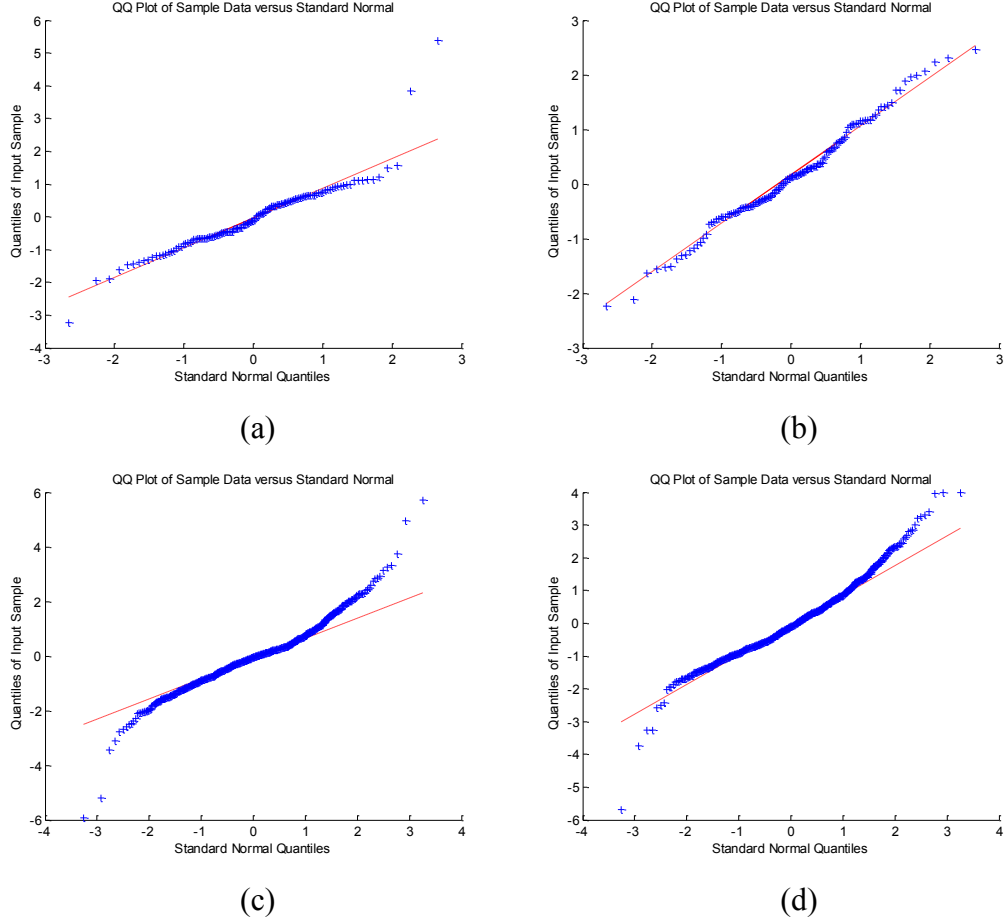 QQ Plot of Sample Data versus Standard Normal
Quantiles of Input Sample
6
5
4
3
2
1
0
-1
-2
-3
-4
-3 -2 -1 0 1 2 3
Standard Normal Quantiles
(a)
QQ Plot of Sample Data versus Standard Normal
Quantiles of Input Sample
3
2
1
0
-1
-2
-3
-3 -2 -1 0 1 2 3
Standard Normal Quantiles
(b)
QQ Plot of Sample Data versus Standard Normal
Quantiles of Input Sample
6
4
2
0
-2
-4
-6
-4 -3 -2 -1 0 1 2 3 4
Standard Normal Quantiles
(c)
QQ Plot of Sample Data versus Standard Normal
Quantiles of Input Sample
4
3
2
1
0
-1
-2
-3
-4
-5
-6
-4 -3 -2 -1 0 1 2 3 4
Standard Normal Quantiles
(d)